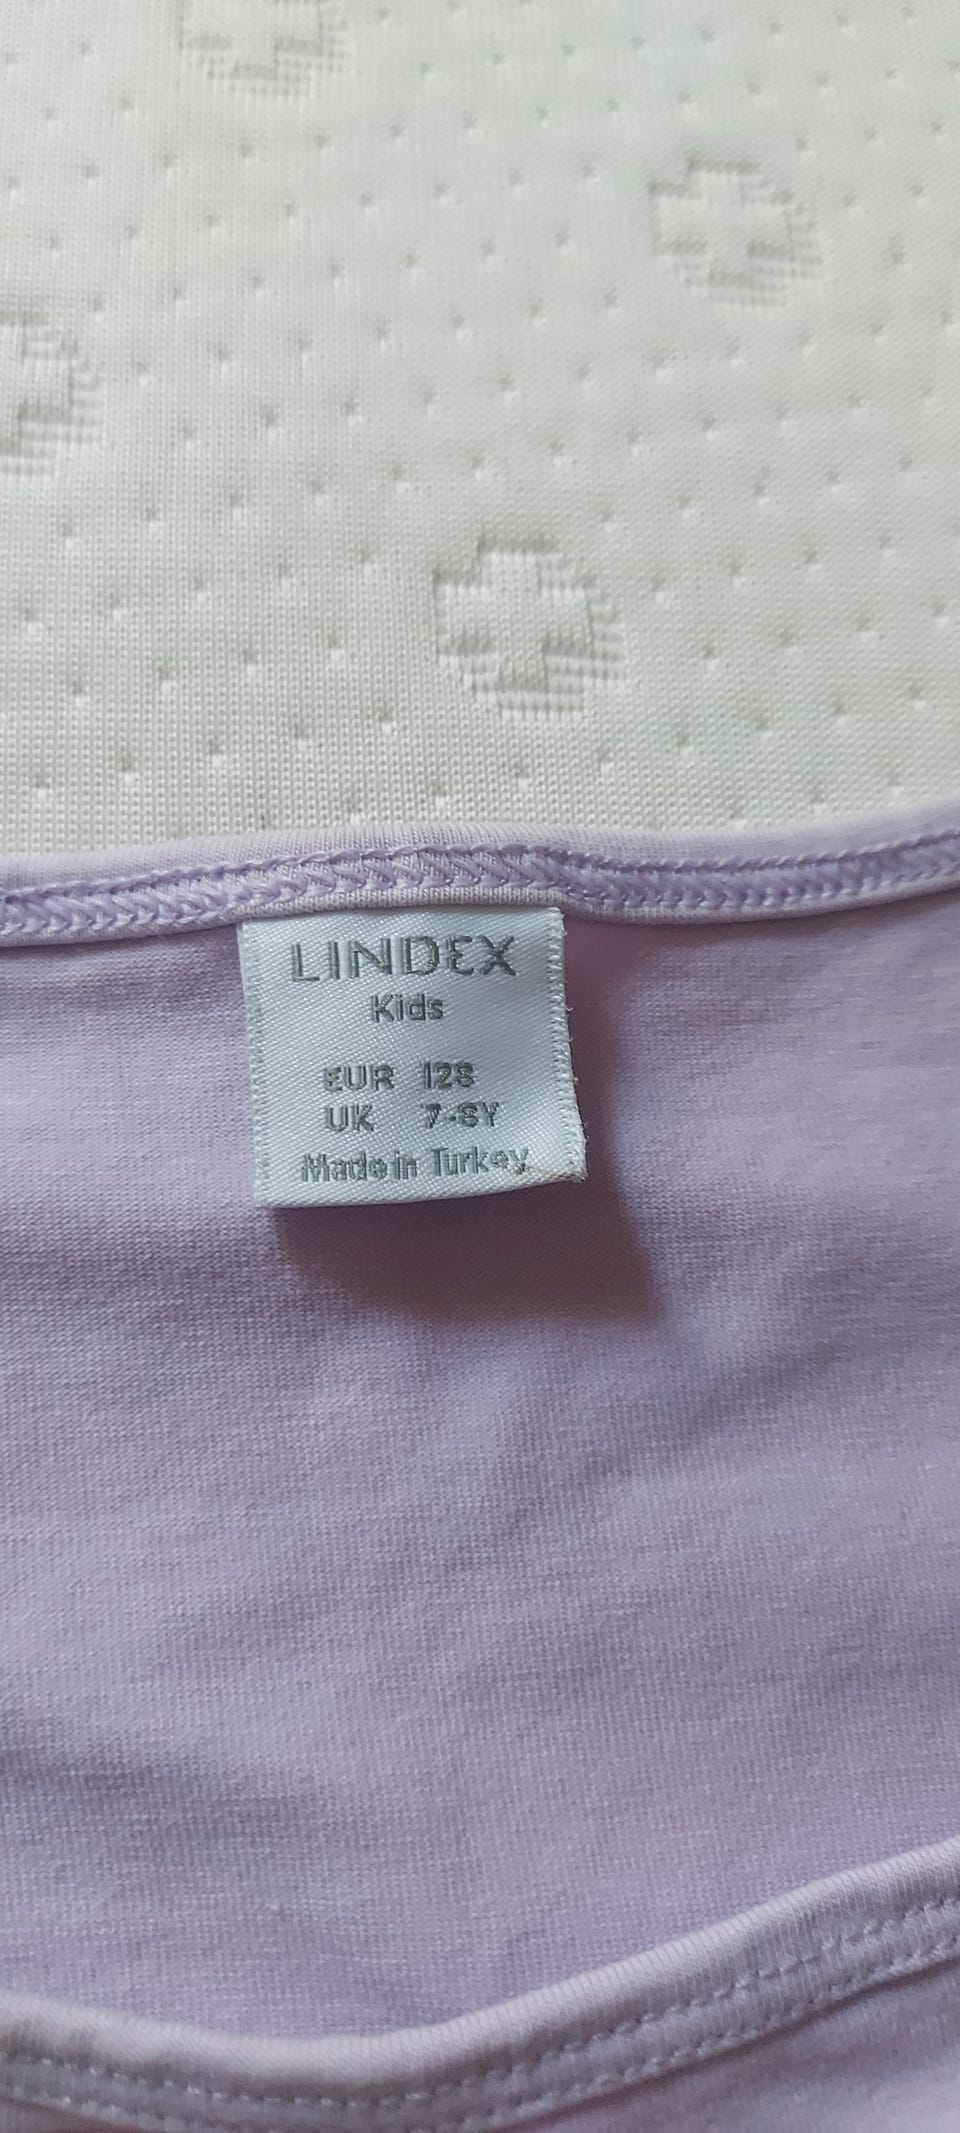 LINDEX
Kids
EUR 128
UK 7-8Y
Made in Turkey